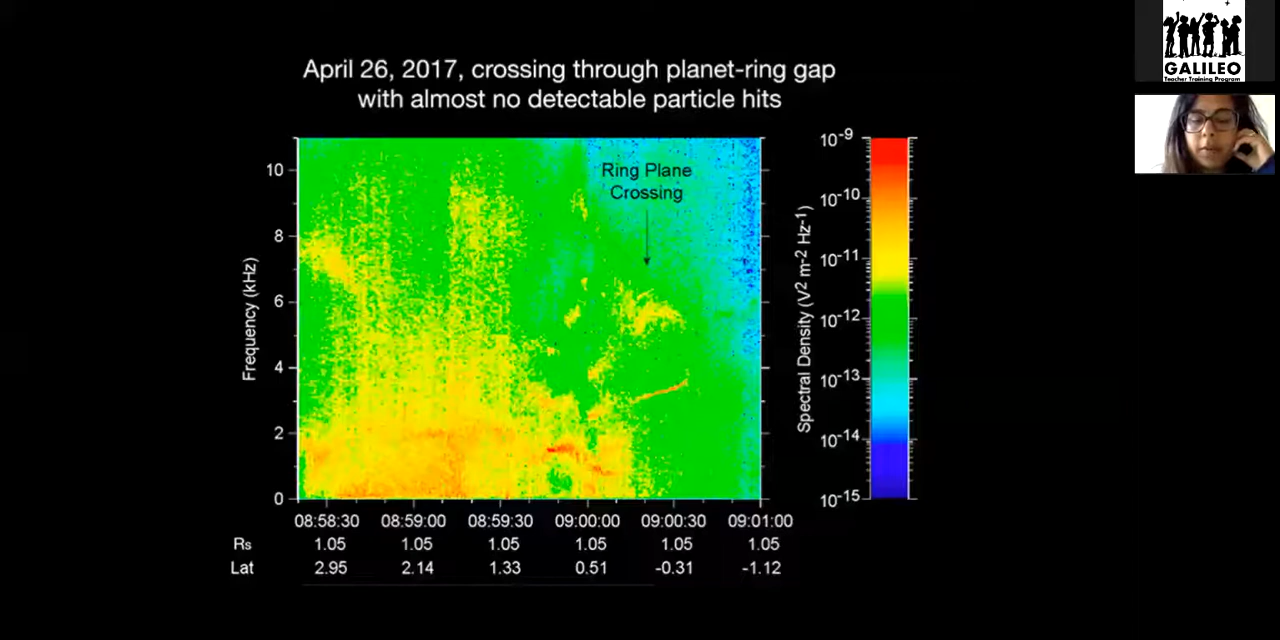 April 26, 2017, crossing through planet-ring gap
with almost no detectable particle hits
Ring Plane
Crossing
Frequency (kHz)
10
8
6
4
2
0
08:58:30 08:59:00 08:59:30 09:00:00 09:00:30 09:01:00
Rs 1.05 1.05 1.05 1.05 1.05 1.05
Lat 2.95 2.14 1.33 0.51 -0.31 -1.12
Spectral Density (V² m⁻² Hz⁻¹)
10⁻⁹
10⁻¹⁰
10⁻¹¹
10⁻¹²
10⁻¹³
10⁻¹⁴
10⁻¹⁵
GALILEO
Teacher Training Program